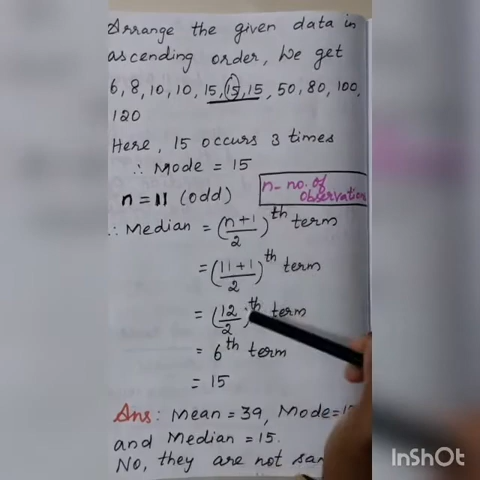 Arrange the given data in
ascending order, We get
6, 8, 10, 10, 15, 15, 15, 50, 80, 100,
120
Here, 15 occurs 3 times
∴ Mode = 15
n = 11 (odd)
n - no. of
observation
∴ Median = (n+1/2)th term
= (11+1/2)th term
= (12/2)th term
= 6th term
= 15
Ans: Mean = 39, Mode=
and Median = 15.
No, they are not
InShOt